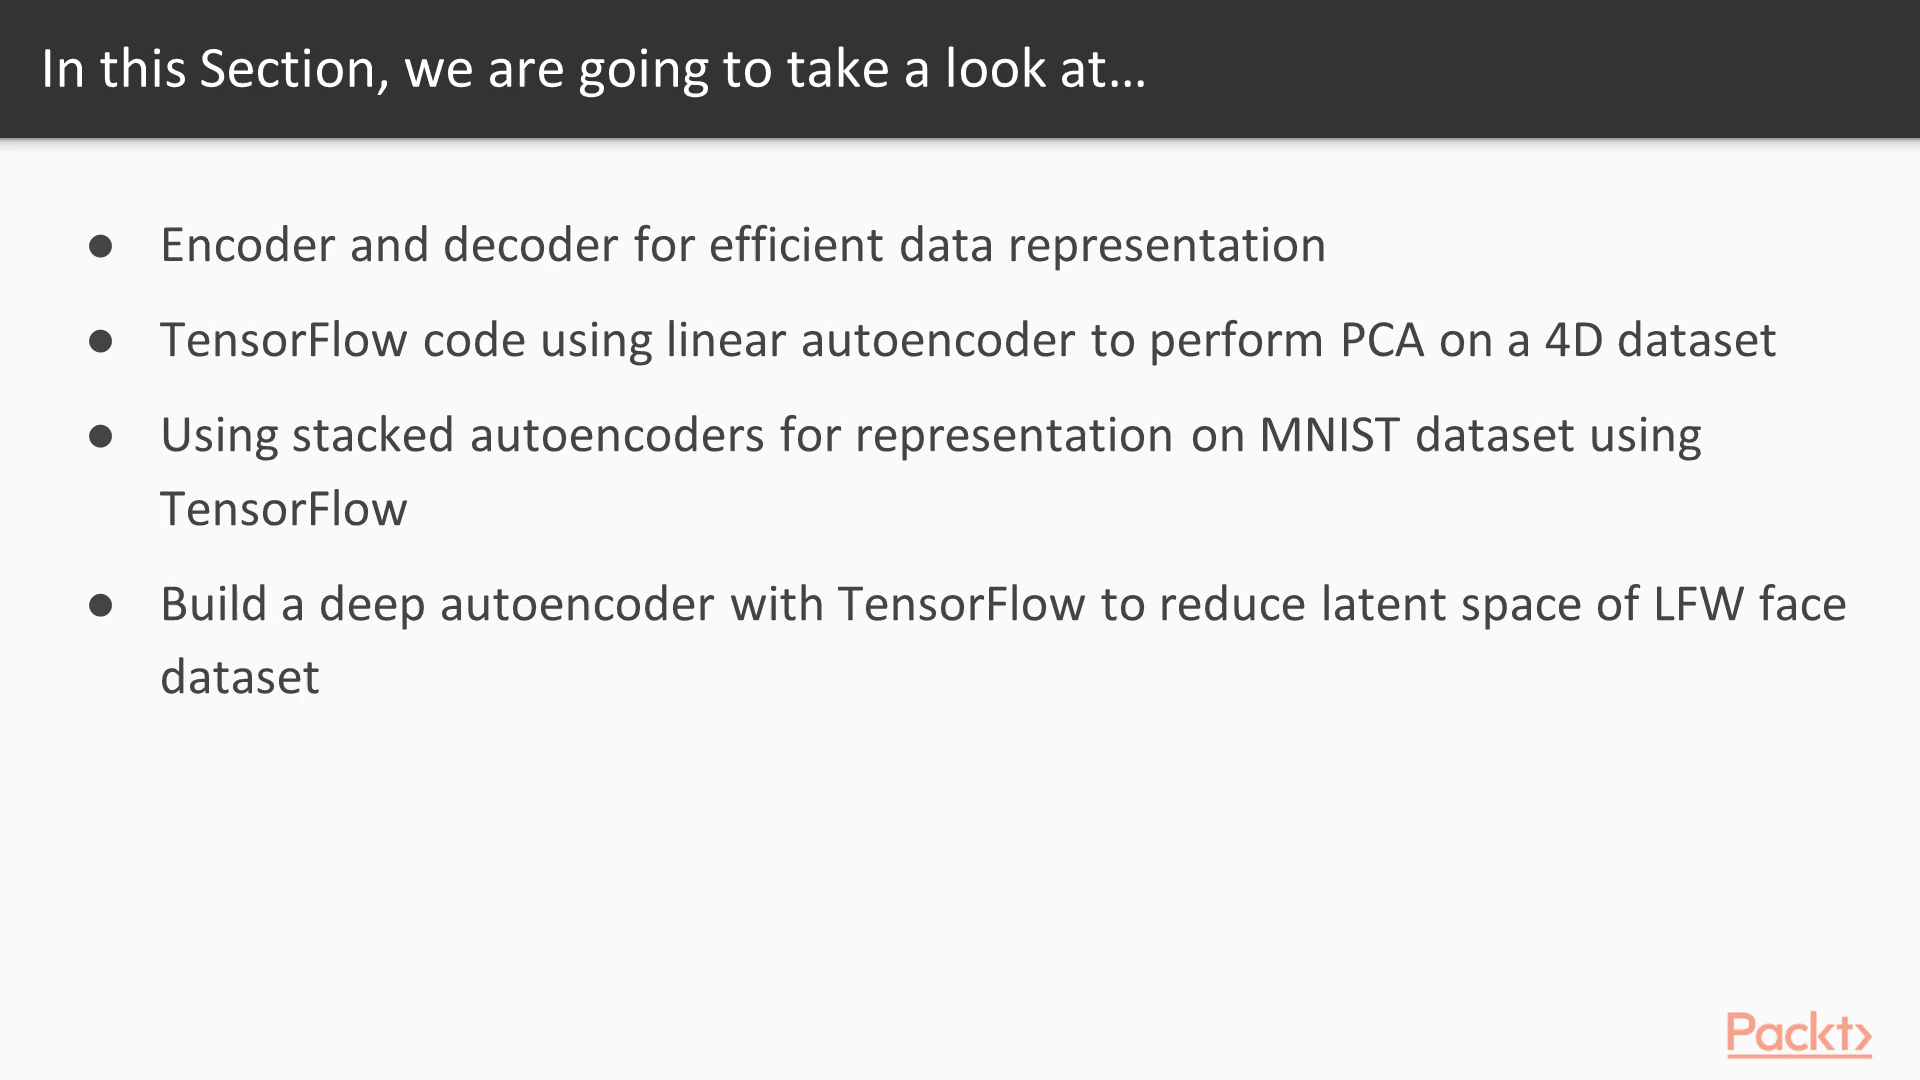 In this Section, we are going to take a look at...
● Encoder and decoder for efficient data representation
● TensorFlow code using linear autoencoder to perform PCA on a 4D dataset
● Using stacked autoencoders for representation on MNIST dataset using
TensorFlow
● Build a deep autoencoder with TensorFlow to reduce latent space of LFW face
dataset
Packt>